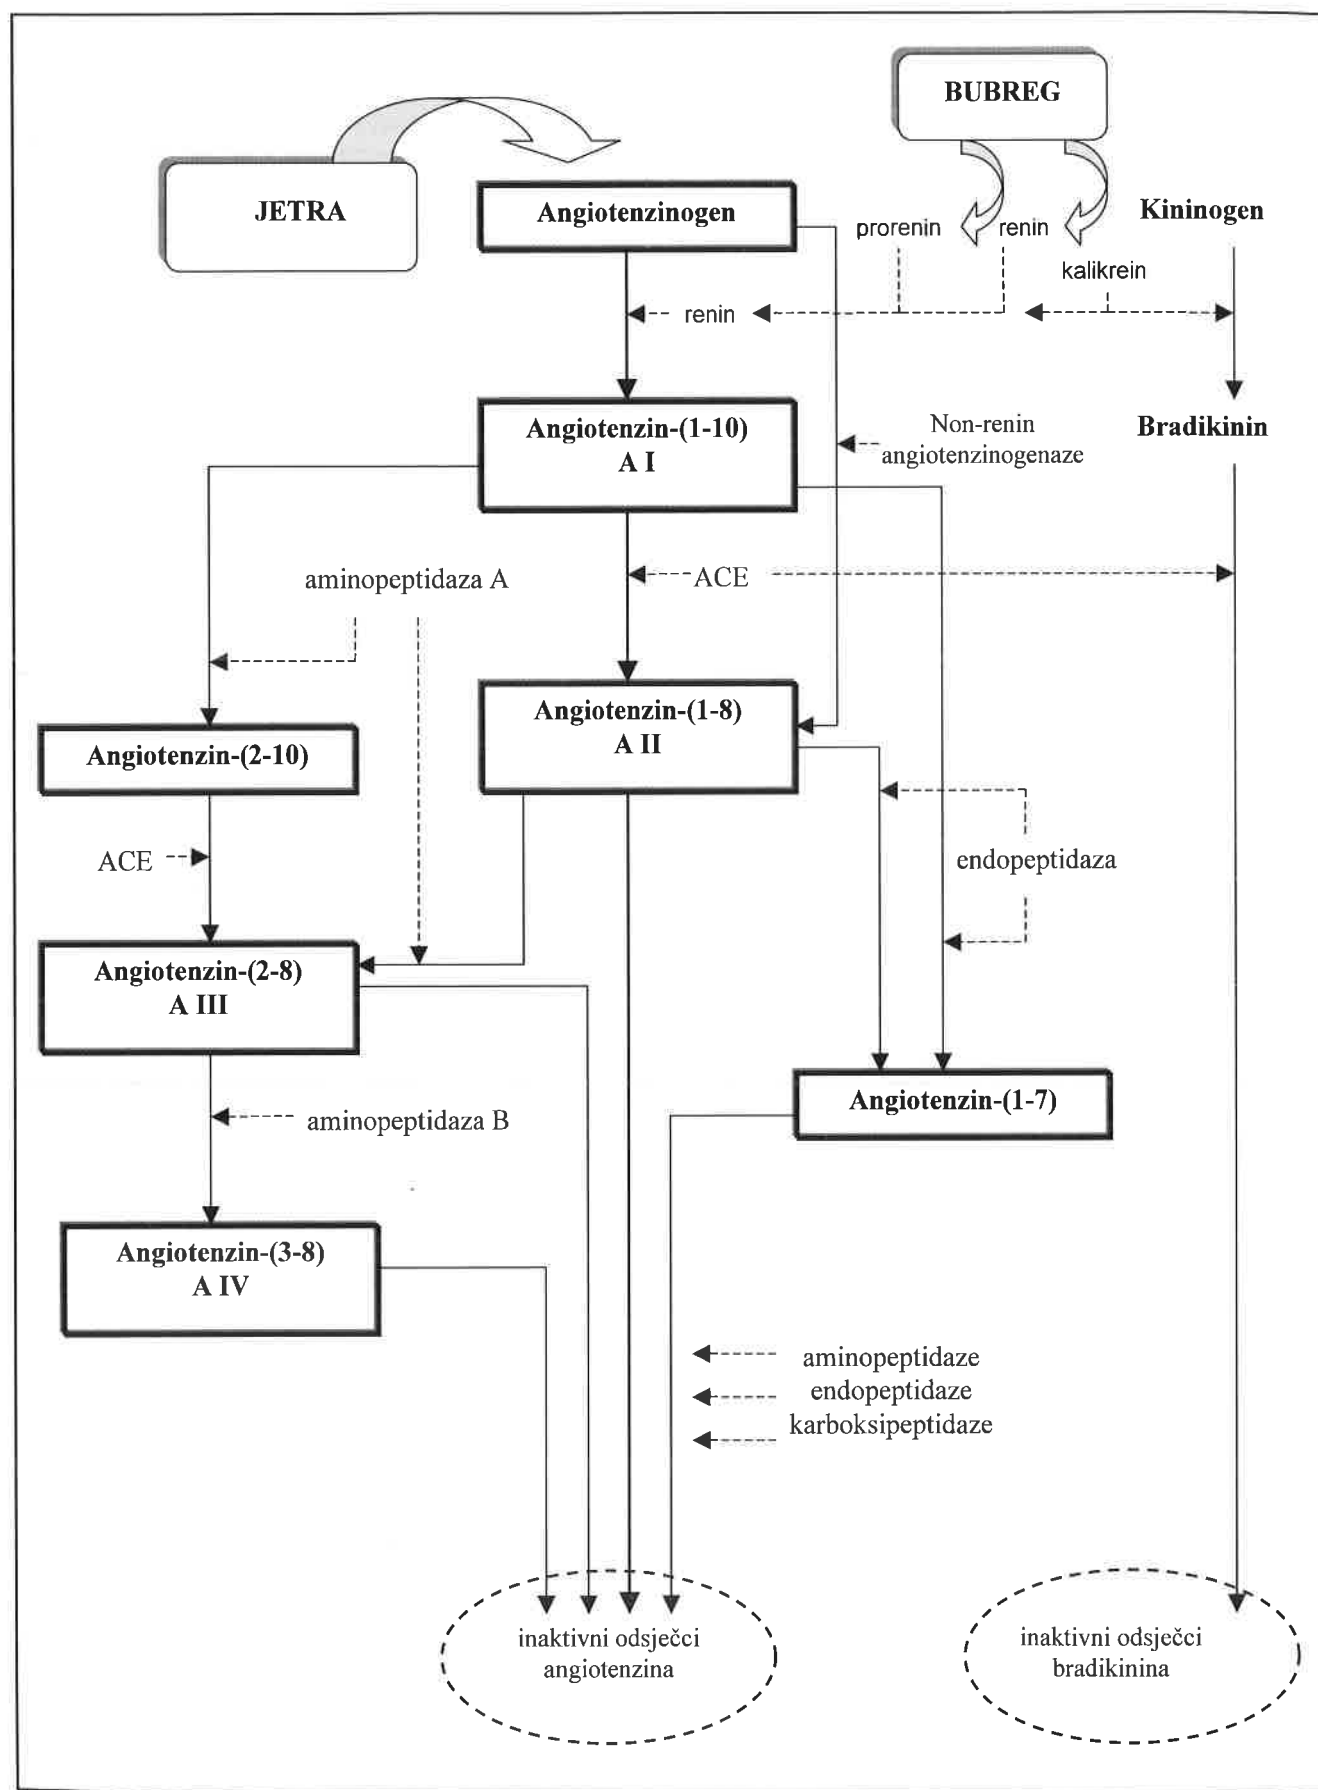 BUBREG
JETRA
Angiotenzinogen
Kininogen
prorenin
renin
kalikrein
renin
Angiotenzin-(1-10)
A I
Non-renin
angiotenzinogenaze
Bradikinin
aminopeptidaza A
ACE
Angiotenzin-(1-8)
A II
Angiotenzin-(2-10)
ACE
endopeptidaza
Angiotenzin-(2-8)
A III
Angiotenzin-(1-7)
aminopeptidaza B
Angiotenzin-(3-8)
A IV
aminopeptidaze
endopeptidaze
karboksipeptidaze
inaktivni odsječci
angiotenzina
inaktivni odsječci
bradikinina